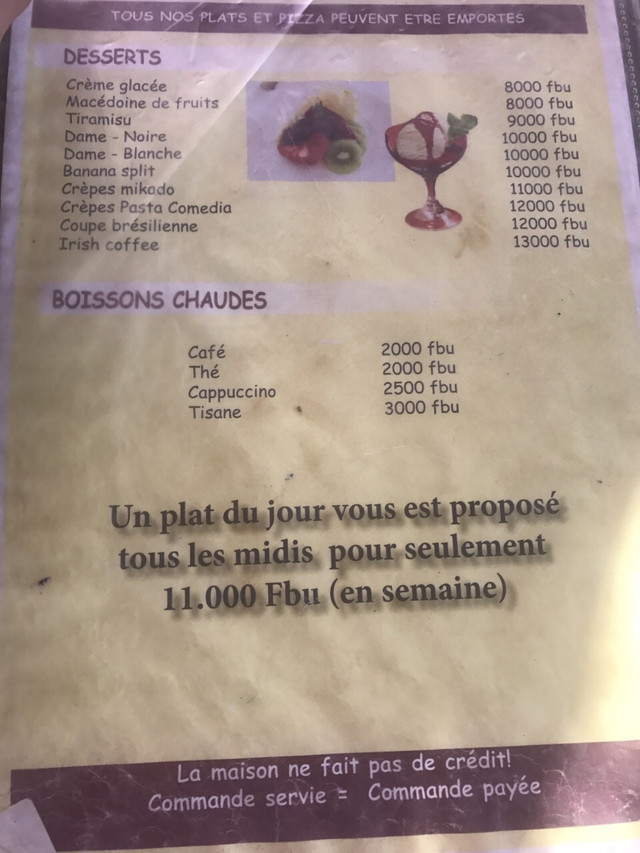 TOUS NOS PLATS ET PIZZA PEUVENT ETRE EMPORTES
DESSERTS
Crème glacée 8000 fbu
Macédoine de fruits 8000 fbu
Tiramisu 9000 fbu
Dame - Noire 10000 fbu
Dame - Blanche 10000 fbu
Banana split 10000 fbu
Crèpes mikado 11000 fbu
Crèpes Pasta Comedia 12000 fbu
Coupe brésilienne 12000 fbu
Irish coffee 13000 fbu
BOISSONS CHAUDES
Café 2000 fbu
Thé 2000 fbu
Cappuccino 2500 fbu
Tisane 3000 fbu
Un plat du jour vous est proposé
tous les midis pour seulement
11.000 Fbu (en semaine)
La maison ne fait pas de crédit!
Commande servie = Commande payée